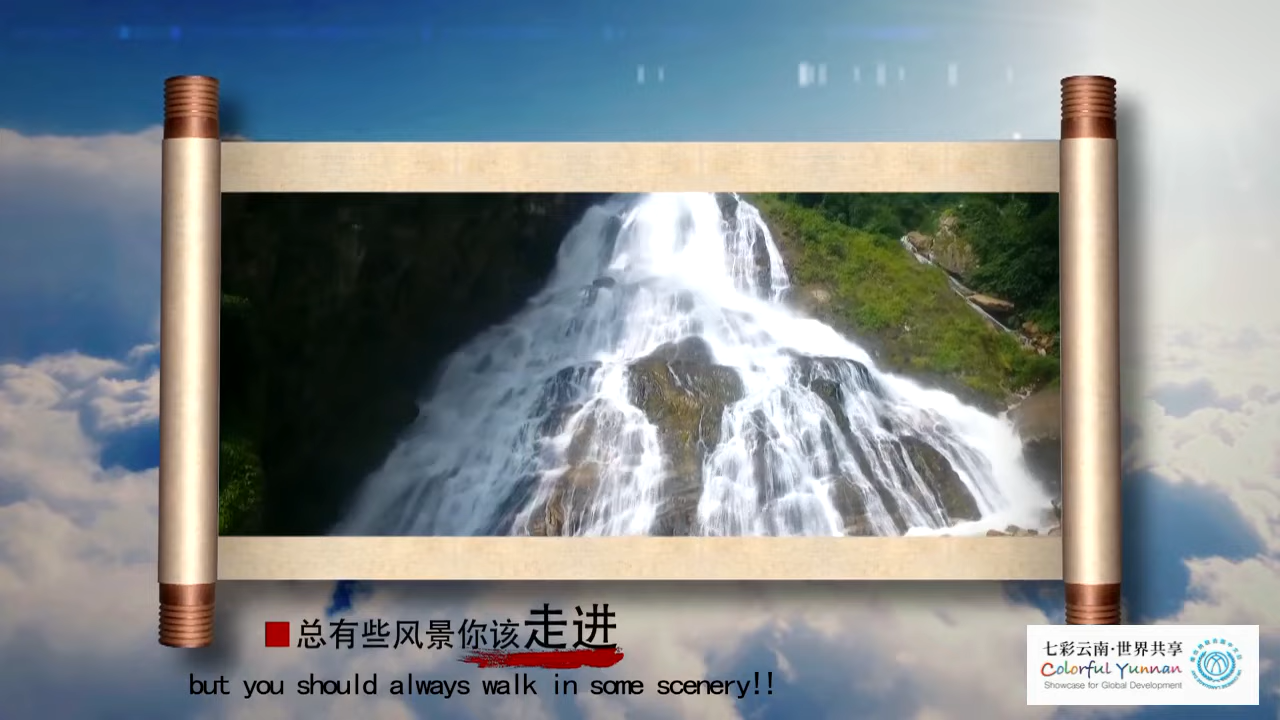 总有些风景你该走进
but you should always walk in some scenery!!
七彩云南·世界共享
Colorful Yunnan
Showcase for Global Development